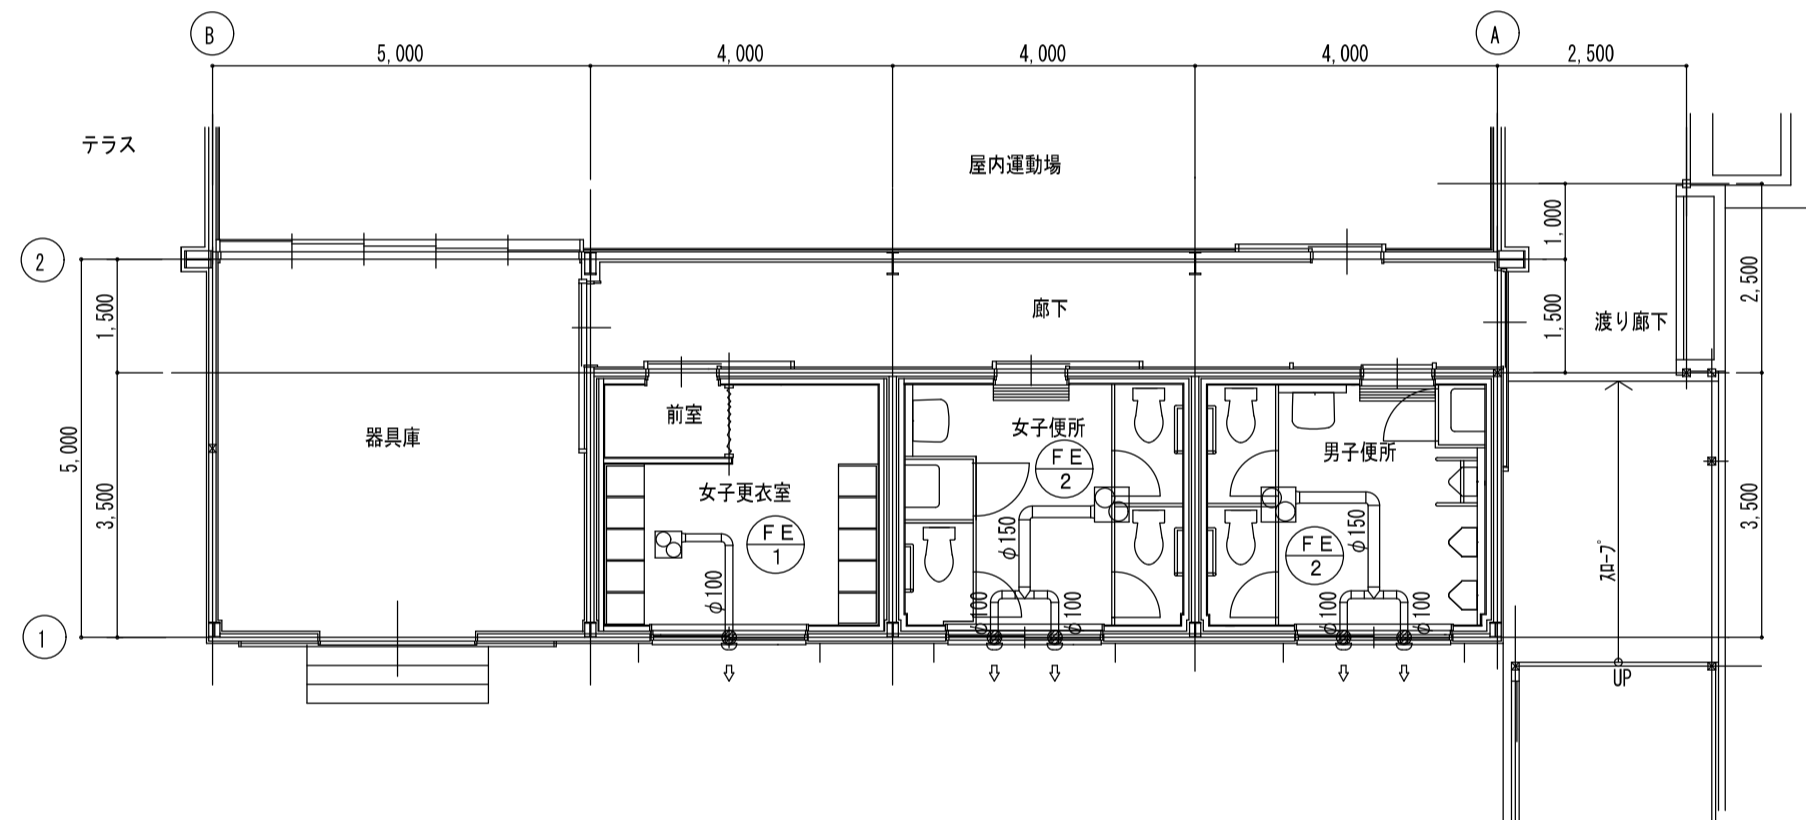 B
A
5,000
4,000
4,000
4,000
2,500
テラス
屋内運動場
1,000
2
2,500
1,500
廊下
1,500
渡り廊下
前室
器具庫
女子便所
男子便所
5,000
FE
2
女子更衣室
3,500
3,500
FE
1
φ150
φ150
FE
2
スロープ
φ100
φ100
φ100
φ100
φ100
1
UP